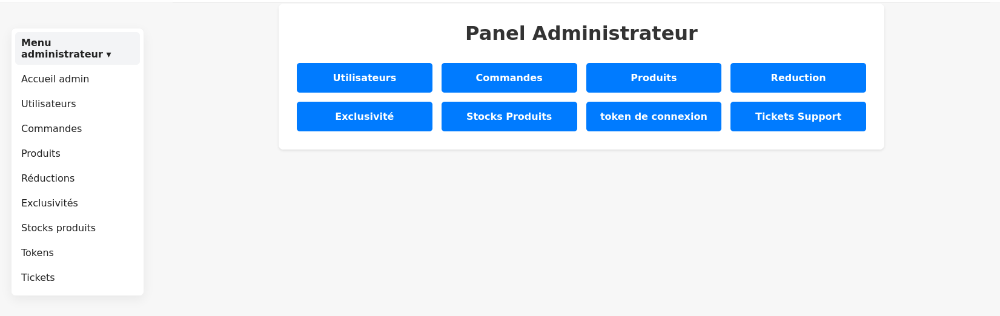 Menu
administrateur ▾
Accueil admin
Utilisateurs
Commandes
Produits
Réductions
Exclusivités
Stocks produits
Tokens
Tickets
Panel Administrateur
Utilisateurs Commandes Produits Reduction
Exclusivité Stocks Produits token de connexion Tickets Support